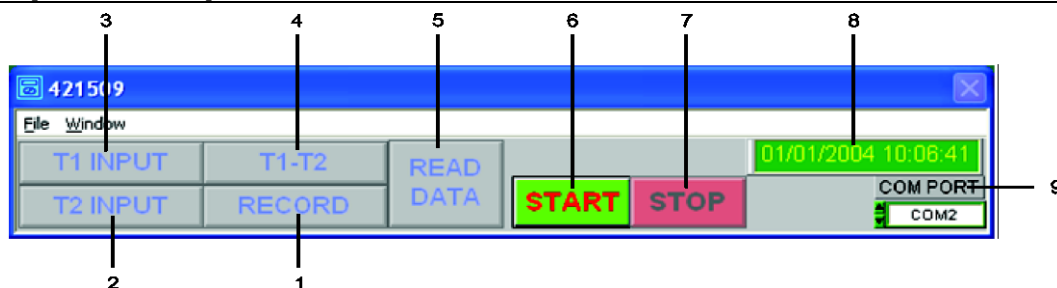 3 4 5 6 7 8
421509
File Window
T1 INPUT T1-T2 READ DATA 01/01/2004 10:06:41
T2 INPUT RECORD START STOP COM PORT 9
COM2
2 1